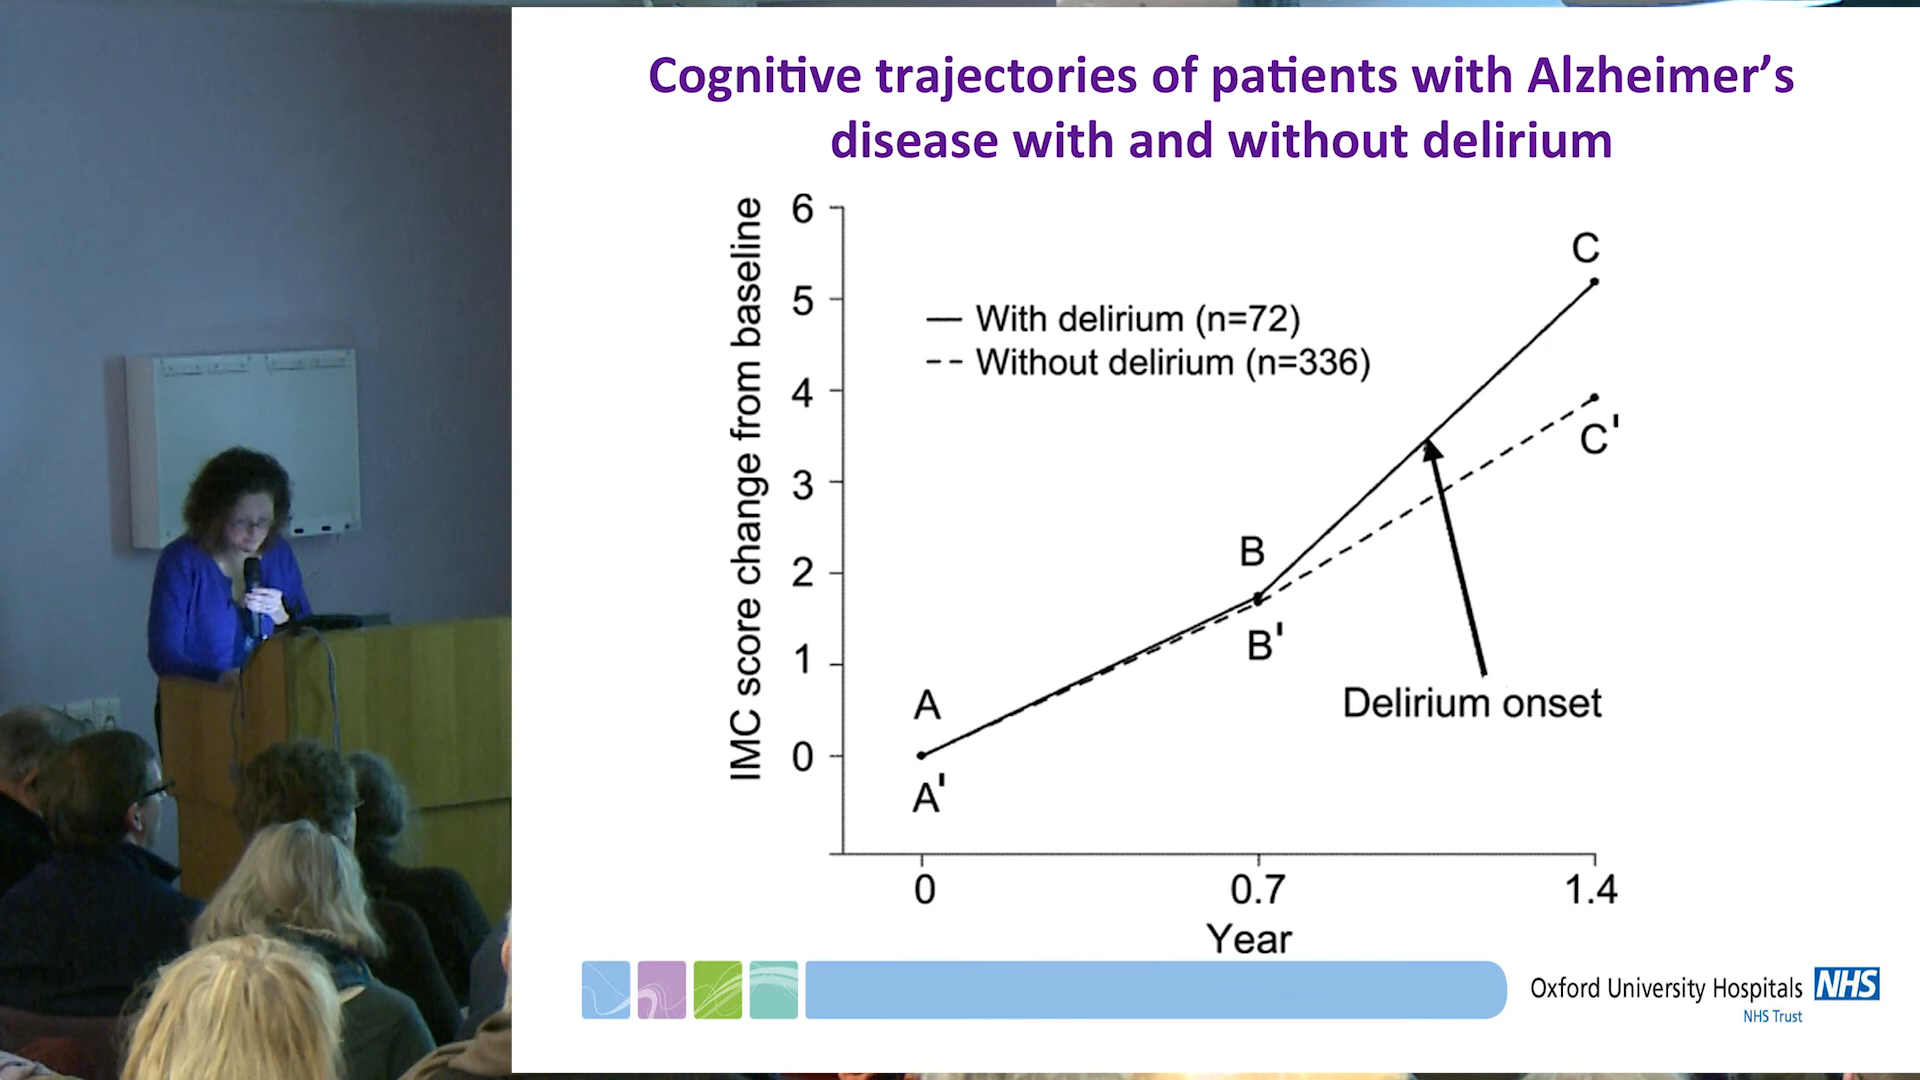 Cognitive trajectories of patients with Alzheimer’s
disease with and without delirium
IMC score change from baseline
6
5
4
3
2
1
0
With delirium (n=72)
Without delirium (n=336)
C
C'
B
B'
A
A'
Delirium onset
0
0.7
1.4
Year
Oxford University Hospitals NHS
NHS Trust